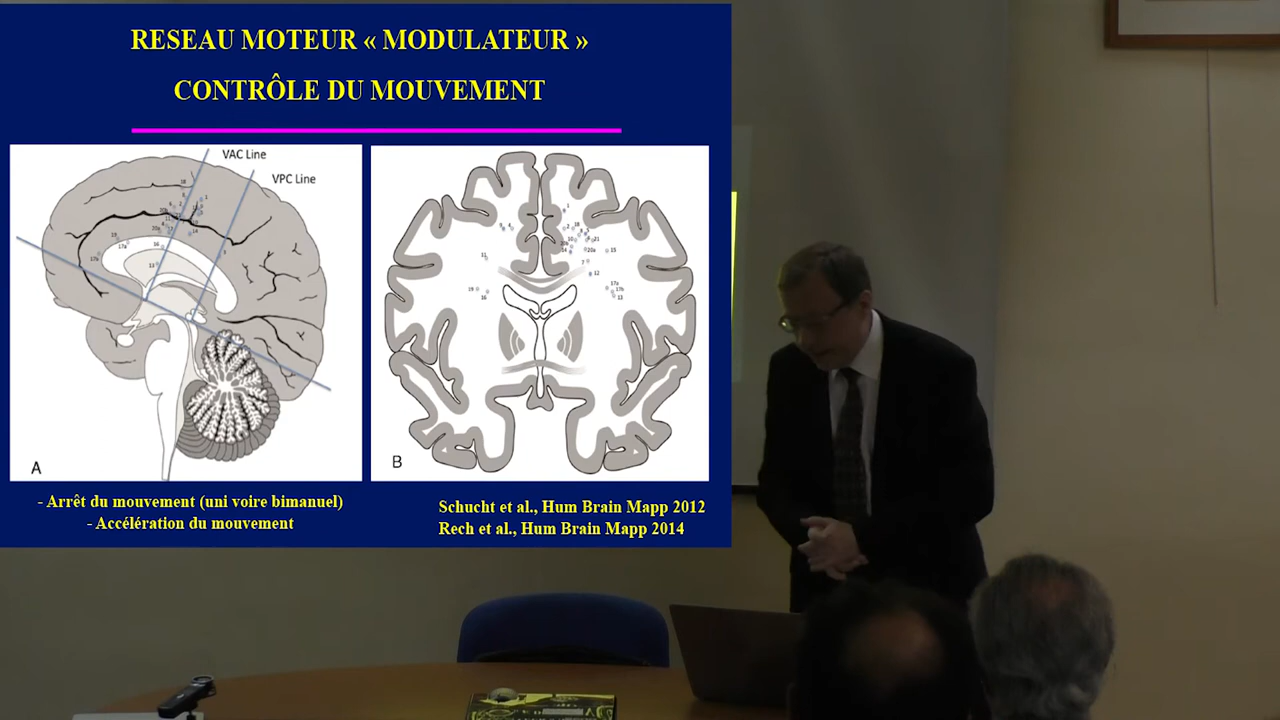 RESEAU MOTEUR « MODULATEUR »
CONTRÔLE DU MOUVEMENT
VAC Line
VPC Line
A
B
- Arrêt du mouvement (uni voire bimanuel)
- Accélération du mouvement
Schucht et al., Hum Brain Mapp 2012
Rech et al., Hum Brain Mapp 2014